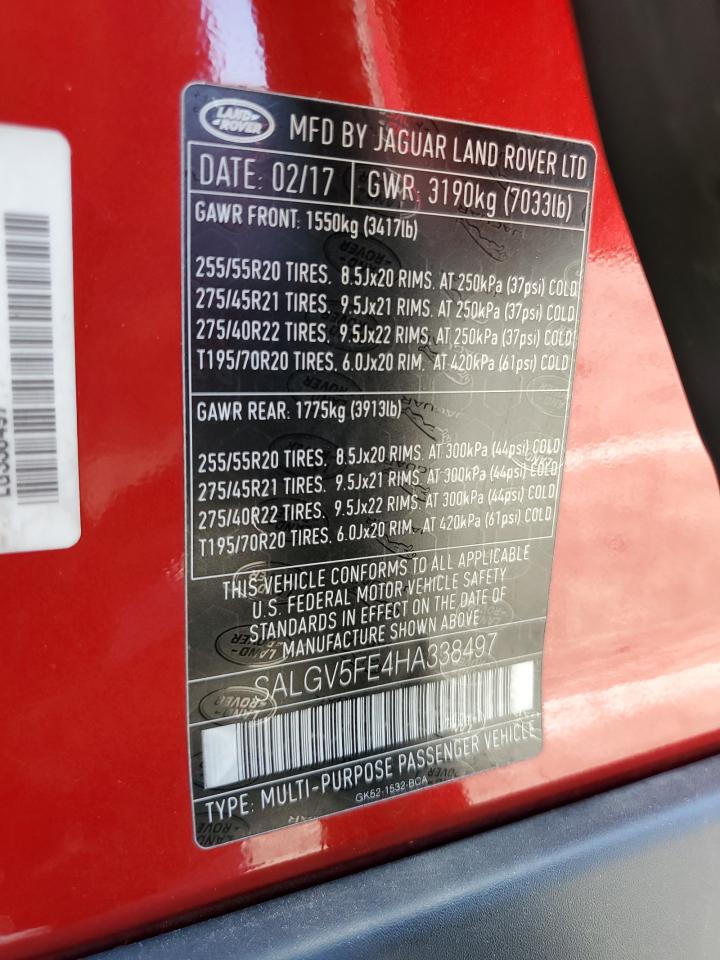 LAND ROVER
MFD BY JAGUAR LAND ROVER LTD
DATE: 02/17
GWR: 3190kg (7033lb)
GAWR FRONT: 1550kg (3417lb)
255/55R20 TIRES. 8.5Jx20 RIMS. AT 250kPa (37psi) COLD
275/45R21 TIRES. 9.5Jx21 RIMS. AT 250kPa (37psi) COLD
275/40R22 TIRES. 9.5Jx22 RIMS. AT 250kPa (37psi) COLD
T195/70R20 TIRES. 6.0Jx20 RIM. AT 420kPa (61psi) COLD
GAWR REAR: 1775kg (3913lb)
255/55R20 TIRES. 8.5Jx20 RIMS. AT 300kPa (44psi) COLD
275/45R21 TIRES. 9.5Jx21 RIMS. AT 300kPa (44psi) COLD
275/40R22 TIRES. 9.5Jx22 RIMS. AT 300kPa (44psi) COLD
T195/70R20 TIRES. 6.0Jx20 RIM. AT 420kPa (61psi) COLD
THIS VEHICLE CONFORMS TO ALL APPLICABLE
U.S. FEDERAL MOTOR VEHICLE SAFETY
STANDARDS IN EFFECT ON THE DATE OF
MANUFACTURE SHOWN ABOVE
SALGV5FE4HA338497
TYPE: MULTI-PURPOSE PASSENGER VEHICLE
GK52-1532-BCA